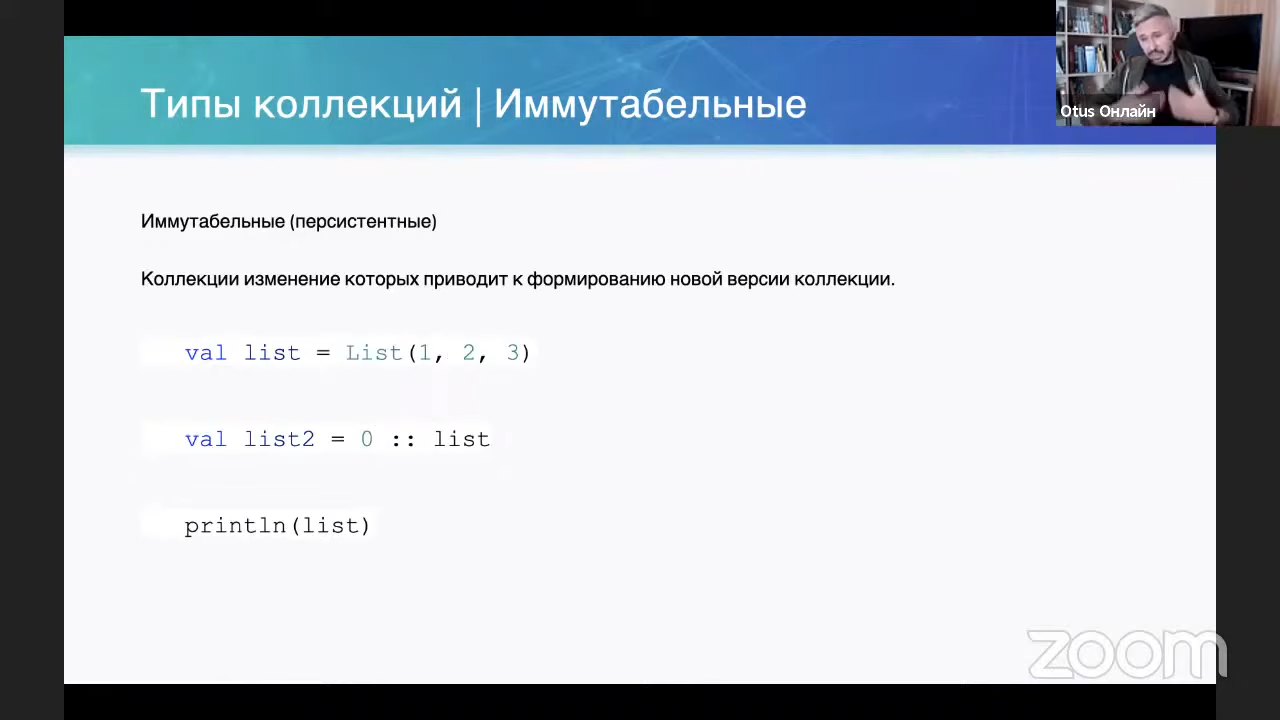 Типы коллекций | Иммутабельные
Otus Онлайн
Иммутабельные (персистентные)
Коллекции изменение которых приводит к формированию новой версии коллекции.
val list = List(1, 2, 3)
val list2 = 0 :: list
println(list)
zoom